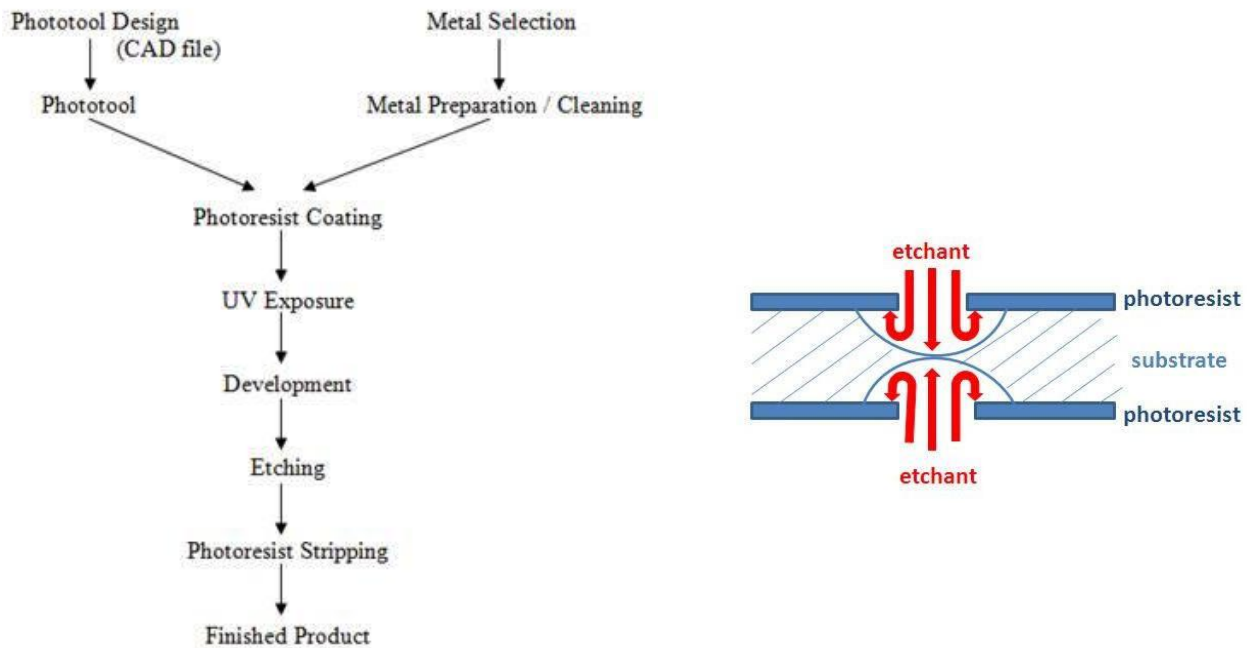 Phototool Design
(CAD file)
Metal Selection
Phototool
Metal Preparation / Cleaning
Photoresist Coating
UV Exposure
Development
Etching
Photoresist Stripping
Finished Product
etchant
photoresist
substrate
photoresist
etchant